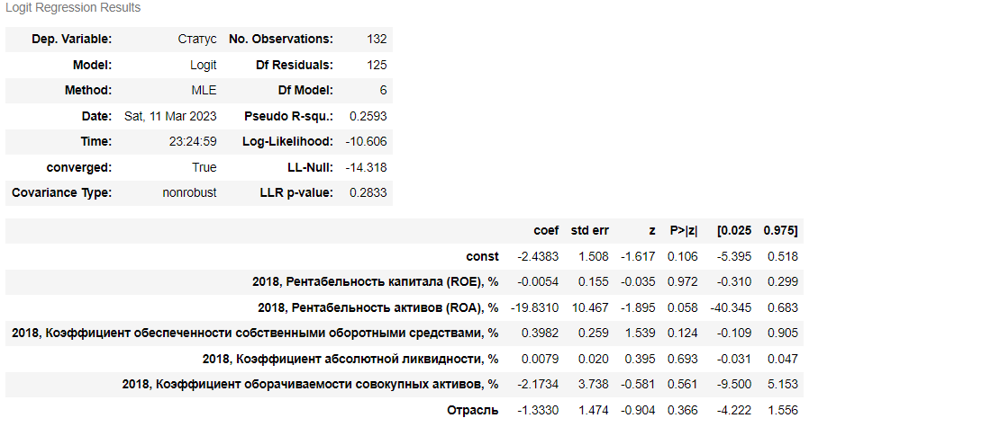 Logit Regression Results
Dep. Variable: Статус No. Observations: 132
Model: Logit Df Residuals: 125
Method: MLE Df Model: 6
Date: Sat, 11 Mar 2023 Pseudo R-squ.: 0.2593
Time: 23:24:59 Log-Likelihood: -10.606
converged: True LL-Null: -14.318
Covariance Type: nonrobust LLR p-value: 0.2833
coef std err z P>|z| [0.025 0.975]
const -2.4383 1.508 -1.617 0.106 -5.395 0.518
2018, Рентабельность капитала (ROE), % -0.0054 0.155 -0.035 0.972 -0.310 0.299
2018, Рентабельность активов (ROA), % -19.8310 10.467 -1.895 0.058 -40.345 0.683
2018, Коэффициент обеспеченности собственными оборотными средствами, % 0.3982 0.259 1.539 0.124 -0.109 0.905
2018, Коэффициент абсолютной ликвидности, % 0.0079 0.020 0.395 0.693 -0.031 0.047
2018, Коэффициент оборачиваемости совокупных активов, % -2.1734 3.738 -0.581 0.561 -9.500 5.153
Отрасль -1.3330 1.474 -0.904 0.366 -4.222 1.556